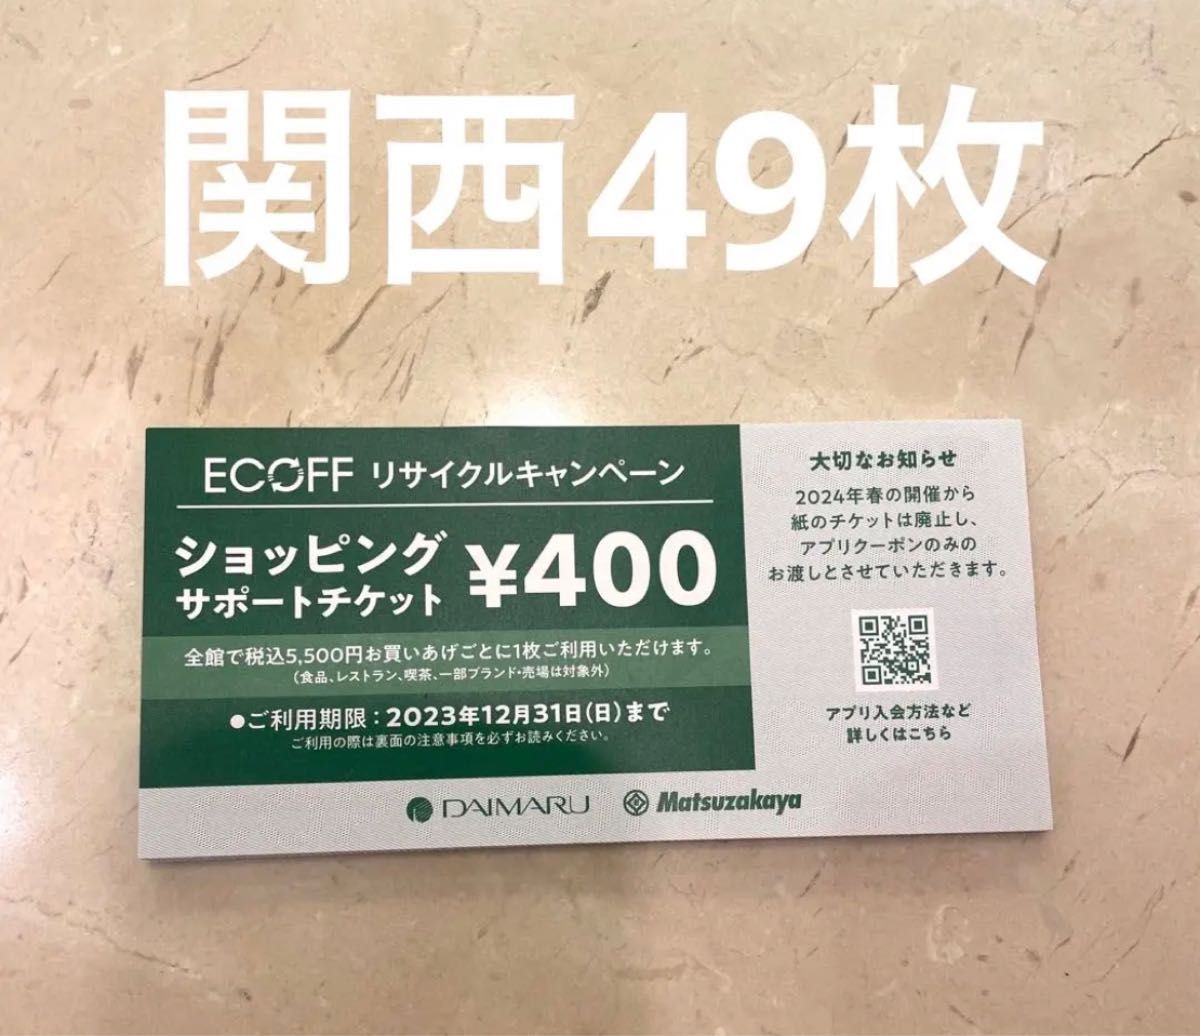 関西49枚
ECOFF リサイクルキャンペーン
ショッピング
サポートチケット ¥400
全館で税込5,500円お買いあげごとに1枚ご利用いただけます。
(食品、レストラン、喫茶、一部ブランド・売場は対象外)
●ご利用期限:2023年12月31日(日)まで
ご利用の際は裏面の注意事項を必ずお読みください。
DAIMARU Matsuzakaya
大切なお知らせ
2024年春の開催から
紙のチケットは廃止し、
アプリクーポンのみの
お渡しとさせていただきます。
アプリ入会方法など
詳しくはこちら